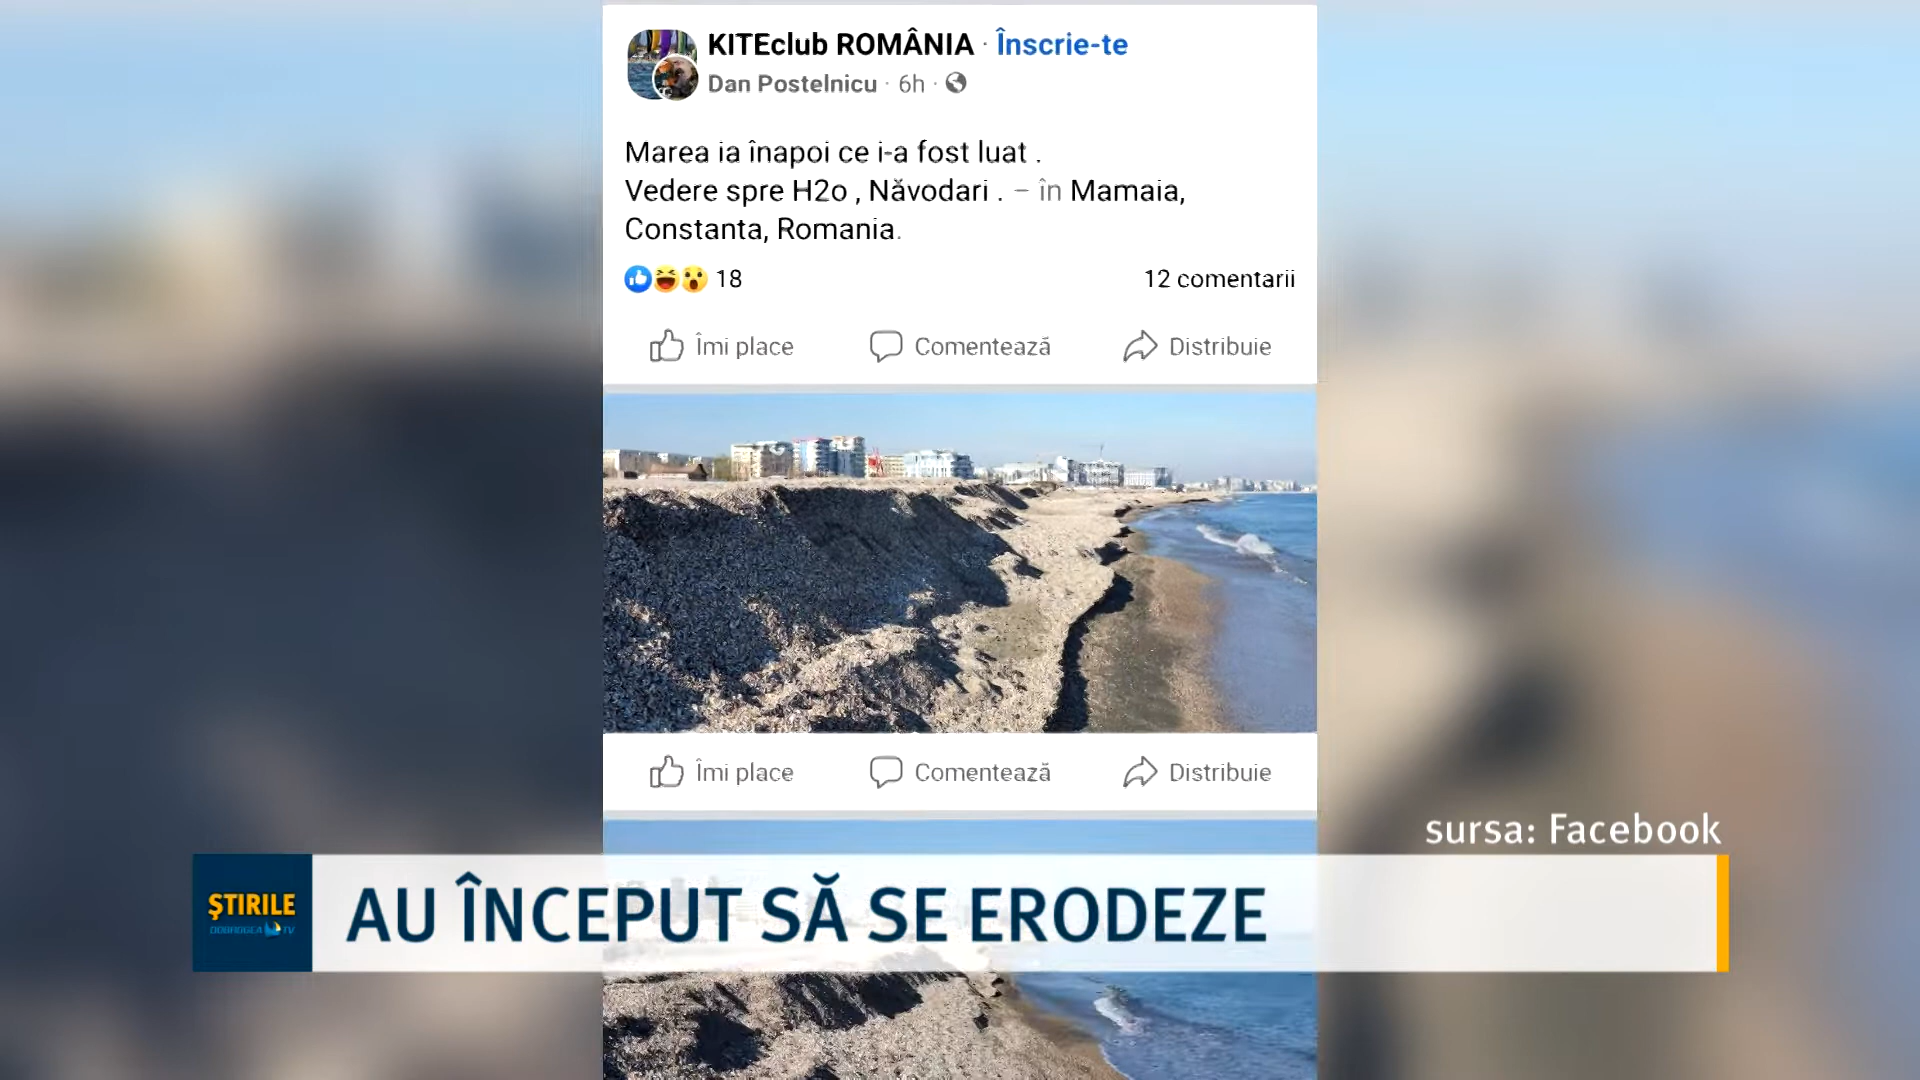 KITEclub ROMÂNIA · Înscrie-te
Dan Postelnicu · 6h ·
Marea ia înapoi ce i-a fost luat .
Vedere spre H2o , Năvodari . – în Mamaia,
Constanta, Romania.
18
12 comentarii
Îmi place
Comentează
Distribuie
Îmi place
Comentează
Distribuie
sursa: Facebook
ŞTIRILE
DOBROGEA TV
AU ÎNCEPUT SĂ SE ERODEZE